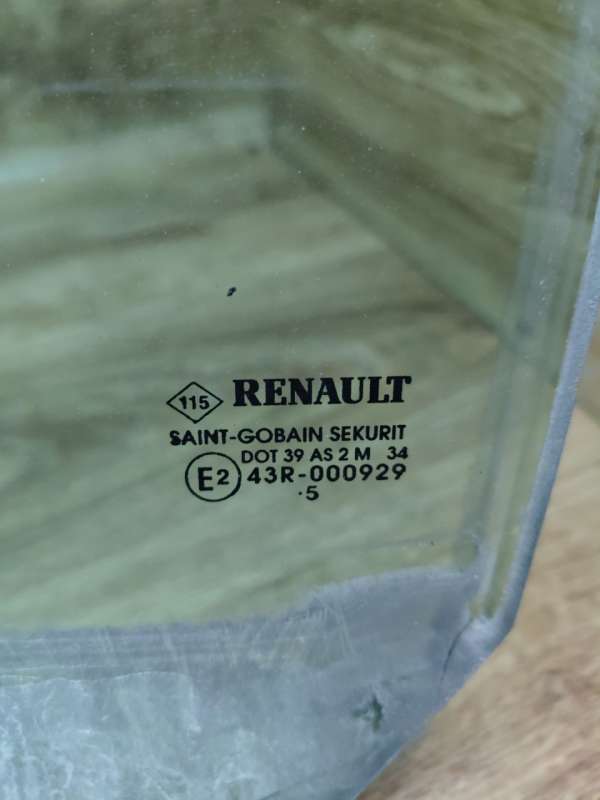 115 RENAULT
SAINT-GOBAIN SEKURIT
DOT 39 AS 2 M 34
E2 43R-000929
.5